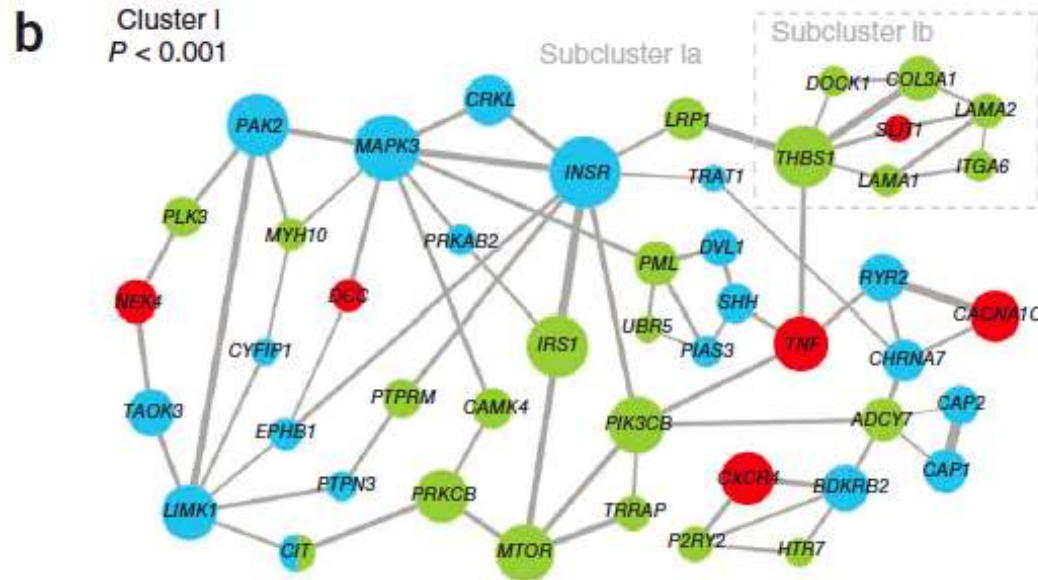 b
Cluster I
P < 0.001
Subcluster Ia
Subcluster Ib
DOCK1
COL3A1
CRKL
LRP1
LAMA2
PAK2
MAPK3
SLIT1
THBS1
INSR
TRAT1
LAMA1
ITGA6
PLK3
MYH10
PRKAB2
DVL1
PML
RYR2
NEK4
DCC
SHH
CACNA1C
UBR5
CYFIP1
IRS1
PIAS3
TNF
CHRNA7
TAOK3
PTPRM
CAMK4
CAP2
EPHB1
PIK3CB
ADCY7
CAP1
PTPN3
PRKCB
CXCR4
BDKRB2
LIMK1
TRRAP
CIT
MTOR
P2RY2
HTR7